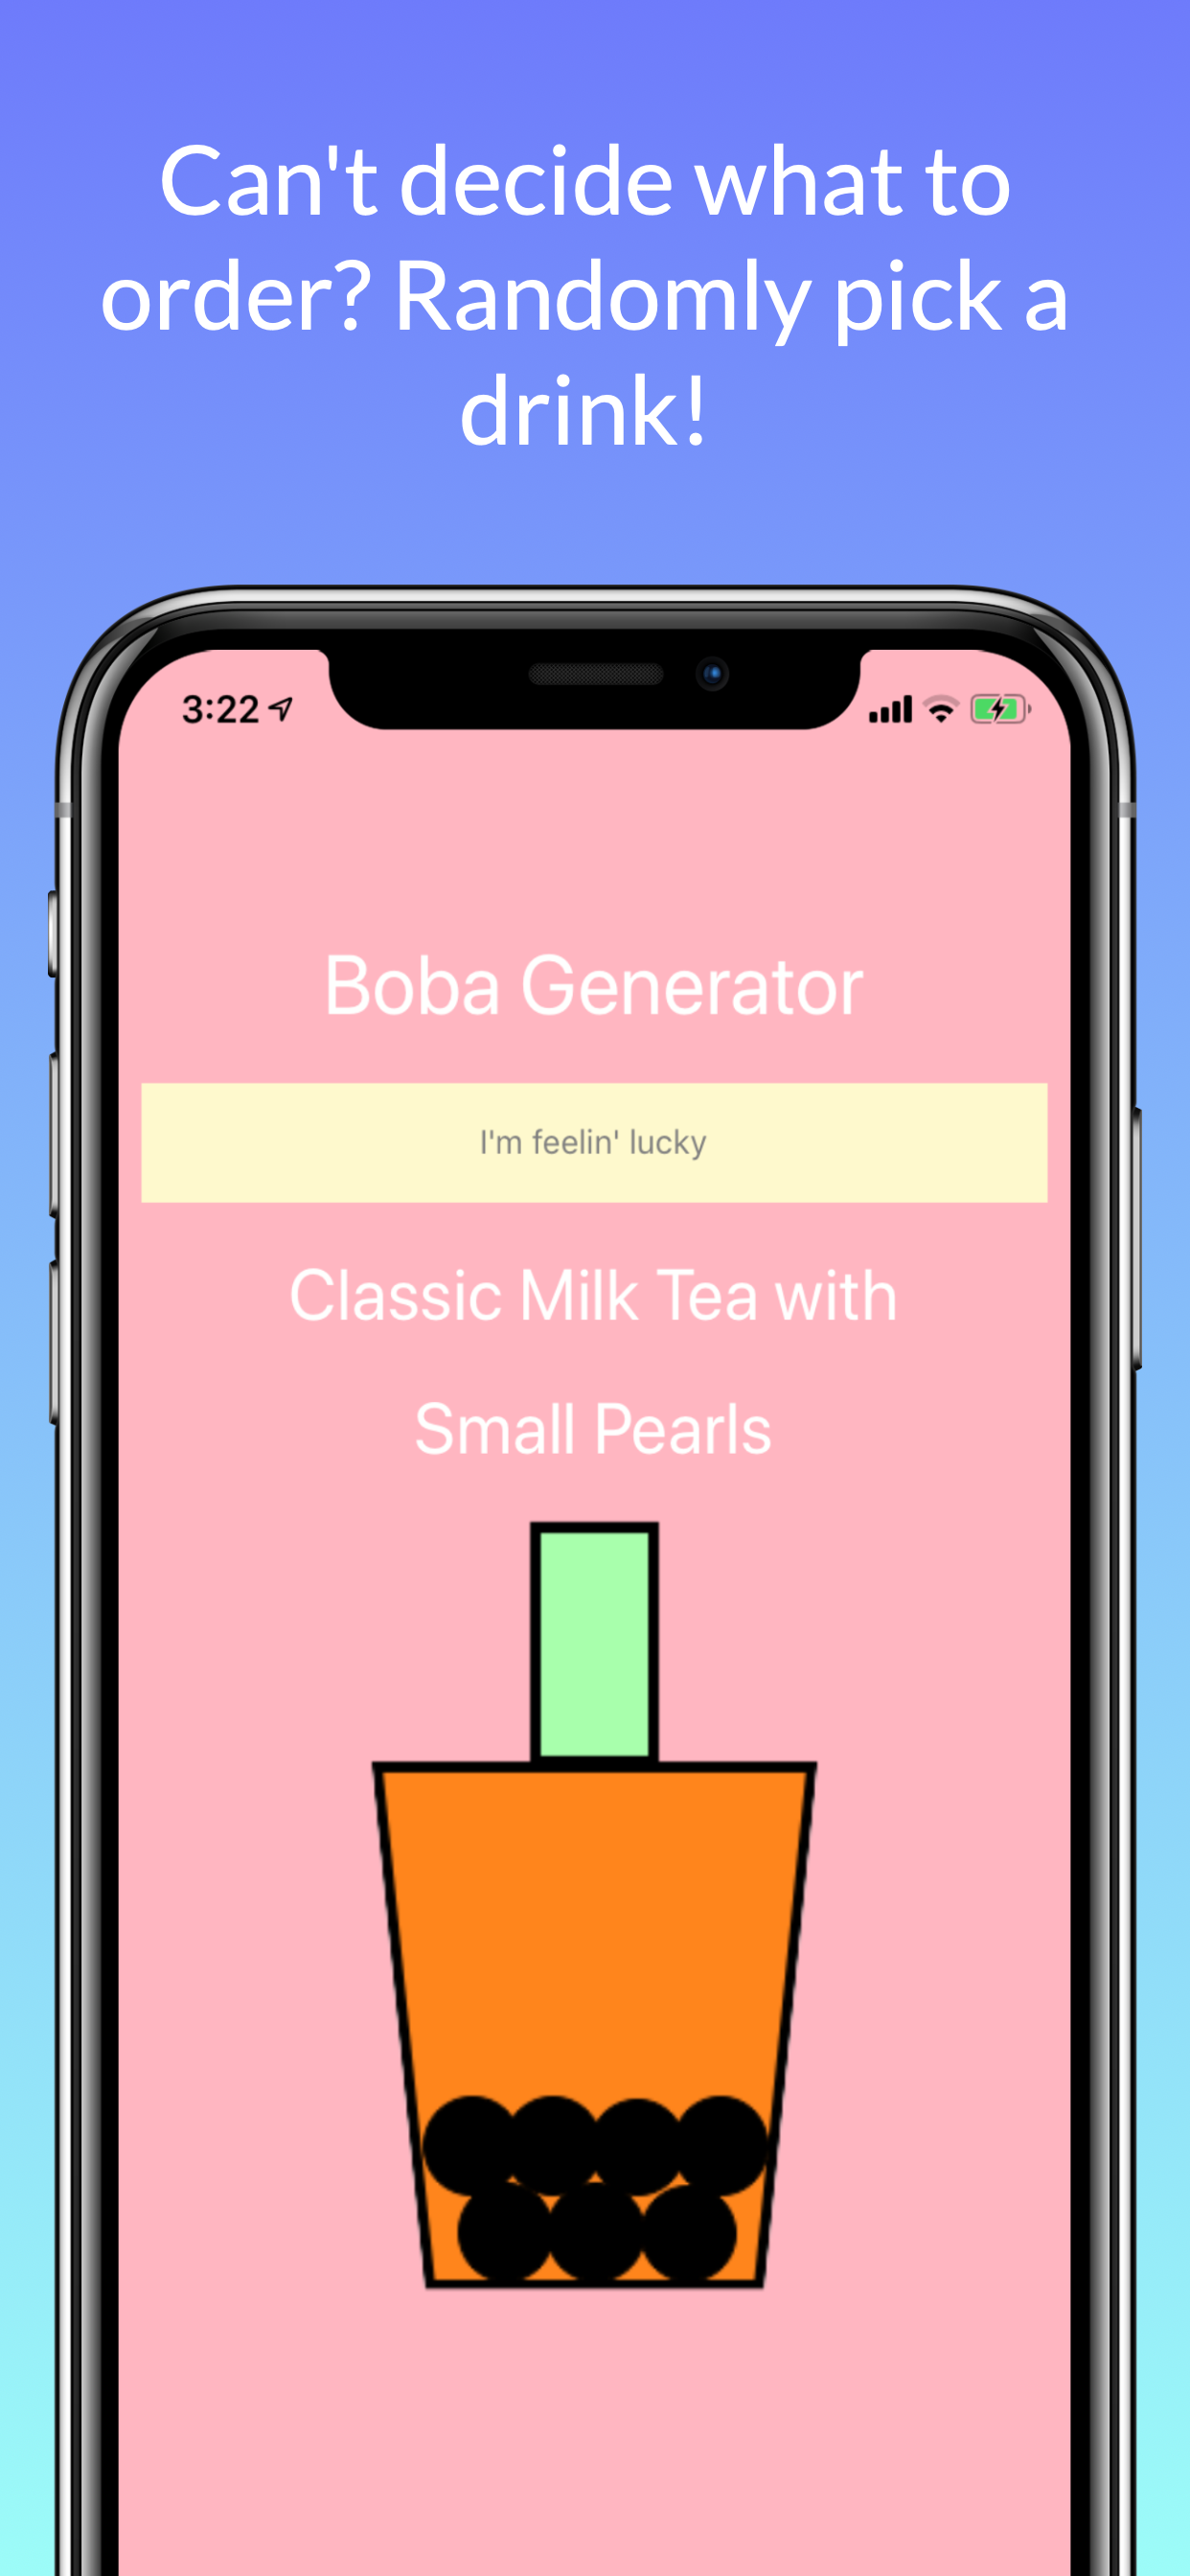 Can't decide what to
order? Randomly pick a
drink!
3:22
Boba Generator
I'm feelin' lucky
Classic Milk Tea with
Small Pearls